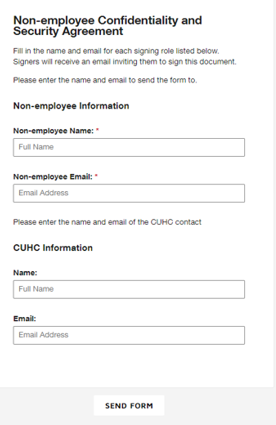 Non-employee Confidentiality and
Security Agreement
Fill in the name and email for each signing role listed below.
Signers will receive an email inviting them to sign this document.
Please enter the name and email to send the form to.
Non-employee Information
Non-employee Name: *
Full Name
Non-employee Email: *
Email Address
Please enter the name and email of the CUHC contact
CUHC Information
Name:
Full Name
Email:
Email Address
SEND FORM